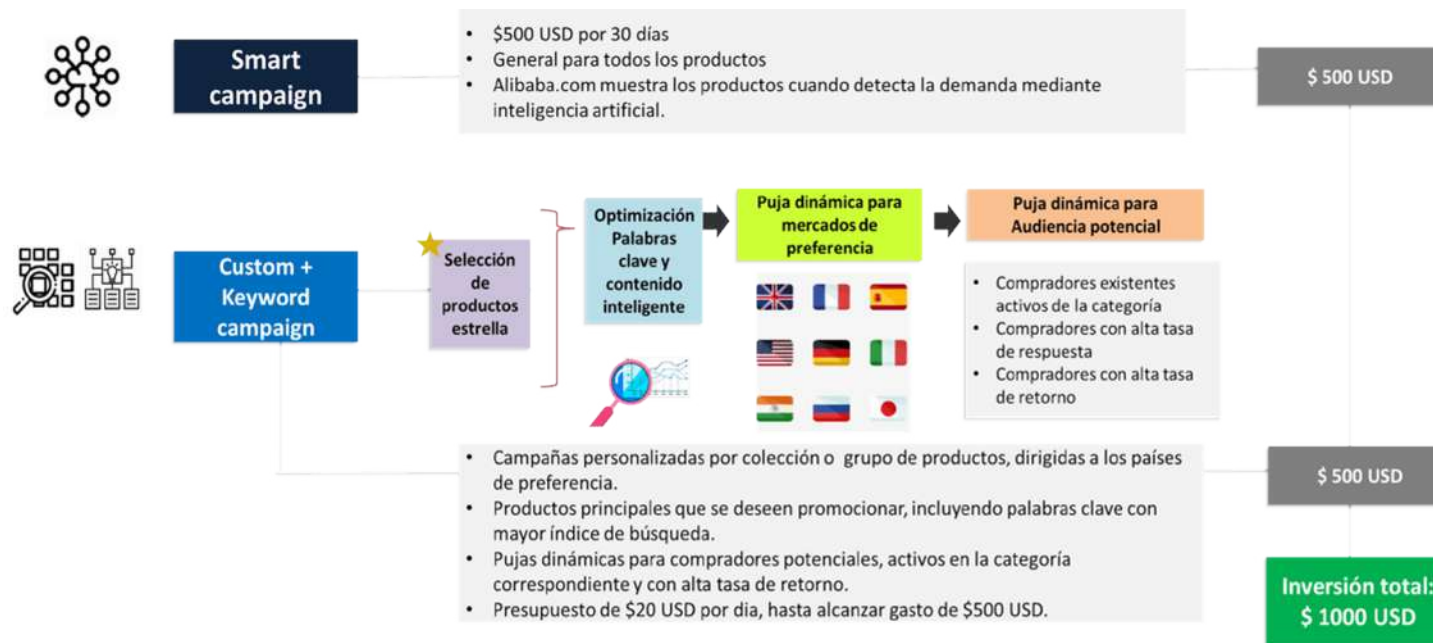 Smart
campaign
• $500 USD por 30 días
• General para todos los productos
• Alibaba.com muestra los productos cuando detecta la demanda mediante
inteligencia artificial.
$ 500 USD
Custom +
Keyword
campaign
Selección
de
productos
estrella
Optimización
Palabras
clave y
contenido
inteligente
Puja dinámica para
mercados de
preferencia
Puja dinámica para
Audiencia potencial
• Compradores existentes
activos de la categoría
• Compradores con alta tasa
de respuesta
• Compradores con alta tasa
de retorno
• Campañas personalizadas por colección o grupo de productos, dirigidas a los países
de preferencia.
• Productos principales que se deseen promocionar, incluyendo palabras clave con
mayor índice de búsqueda.
• Pujas dinámicas para compradores potenciales, activos en la categoría
correspondiente y con alta tasa de retorno.
• Presupuesto de $20 USD por dia, hasta alcanzar gasto de $500 USD.
$ 500 USD
Inversión total:
$ 1000 USD